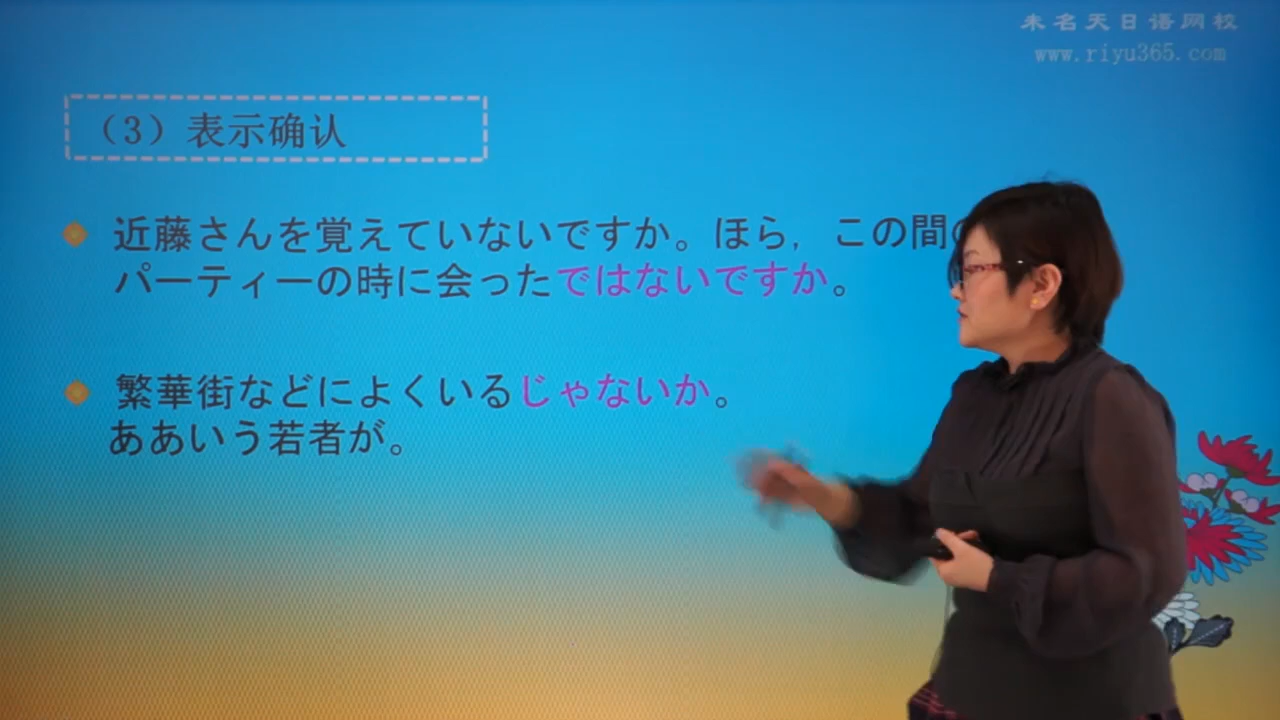 未名天日语网校
www.riyu365.com
（3）表示确认
近藤さんを覚えていないですか。ほら，この間の
パーティーの時に会ったではないですか。
繁華街などによくいるじゃないか。
ああいう若者が。